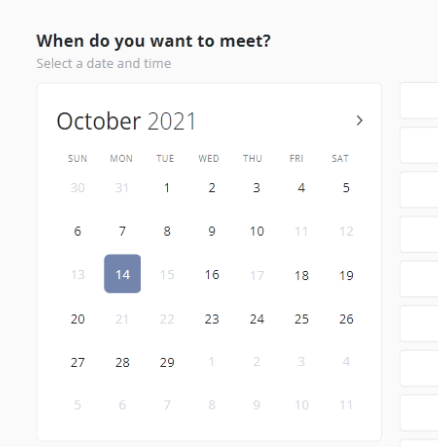 When do you want to meet?
Select a date and time
October 2021 >
SUN MON TUE WED THU FRI SAT
30 31 1 2 3 4 5
6 7 8 9 10 11 12
13 14 15 16 17 18 19
20 21 22 23 24 25 26
27 28 29 1 2 3 4
5 6 7 8 9 10 11